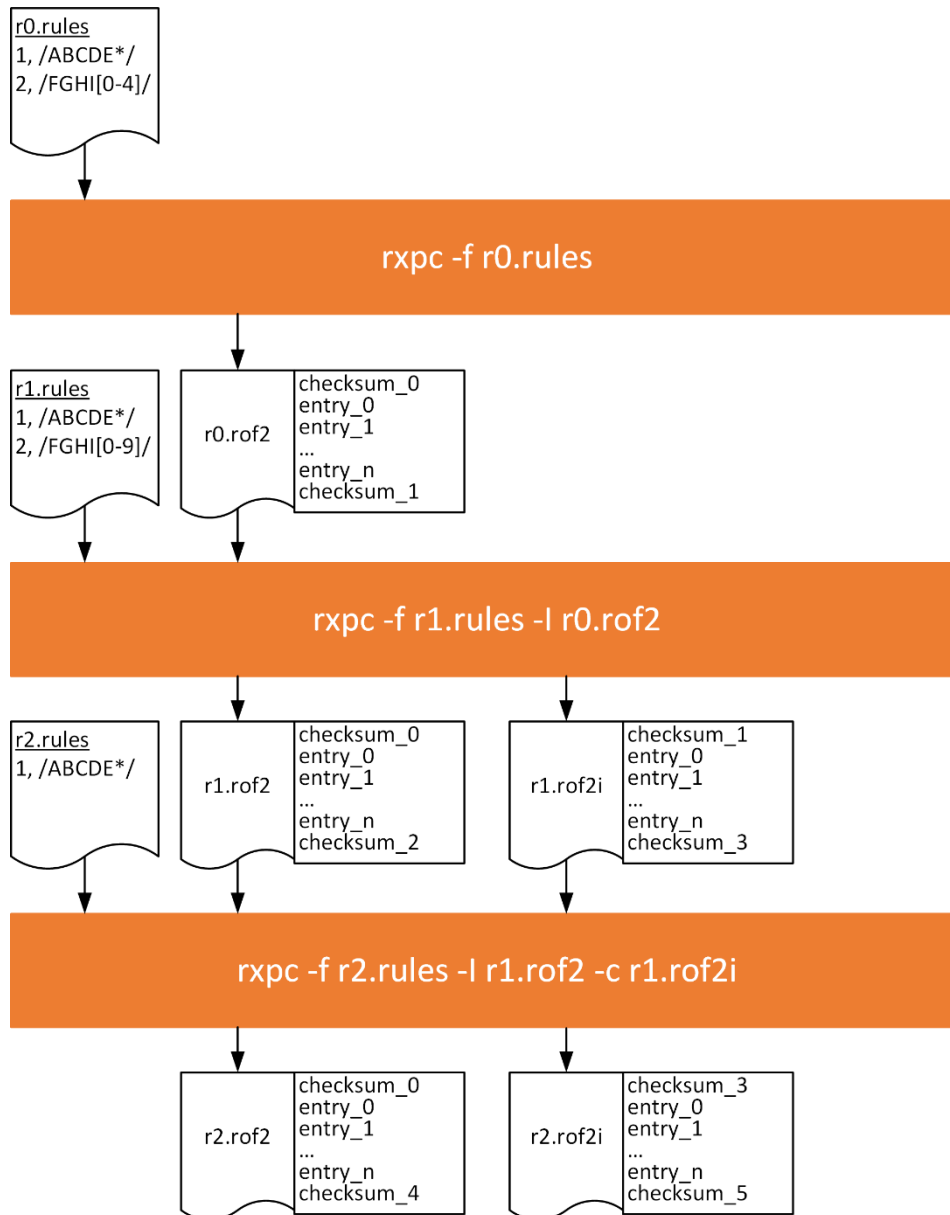 r0.rules
1, /ABCDE*/
2, /FGHI[0-4]/
rxpc -f r0.rules
r1.rules
1, /ABCDE*/
2, /FGHI[0-9]/
r0.rof2
checksum_0
entry_0
entry_1
...
entry_n
checksum_1
rxpc -f r1.rules -I r0.rof2
r2.rules
1, /ABCDE*/
r1.rof2
checksum_0
entry_0
entry_1
...
entry_n
checksum_2
r1.rof2i
checksum_1
entry_0
entry_1
...
entry_n
checksum_3
rxpc -f r2.rules -I r1.rof2 -c r1.rof2i
r2.rof2
checksum_0
entry_0
entry_1
...
entry_n
checksum_4
r2.rof2i
checksum_3
entry_0
entry_1
...
entry_n
checksum_5